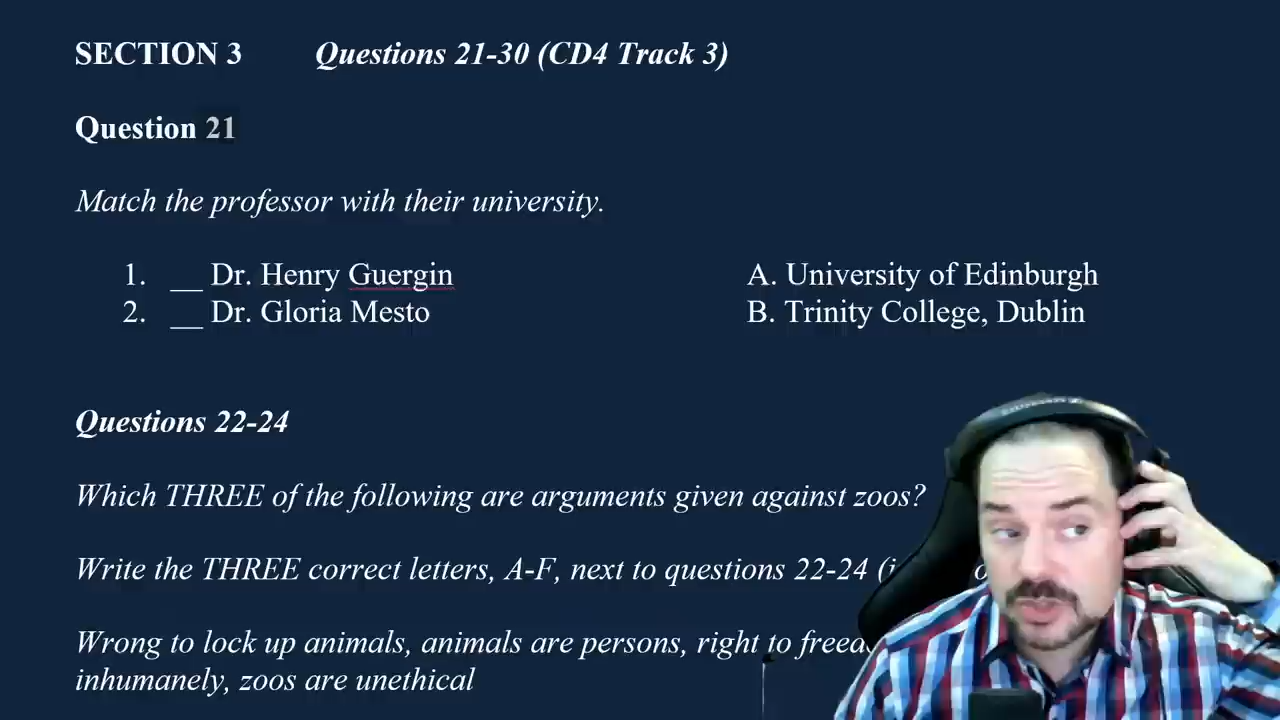 SECTION 3 Questions 21-30 (CD4 Track 3)
Question 21
Match the professor with their university.
1. __ Dr. Henry Guergin A. University of Edinburgh
2. __ Dr. Gloria Mesto B. Trinity College, Dublin
Questions 22-24
Which THREE of the following are arguments given against zoos?
Write the THREE correct letters, A-F, next to questions 22-24
Wrong to lock up animals, animals are persons, right to
inhumanely, zoos are unethical